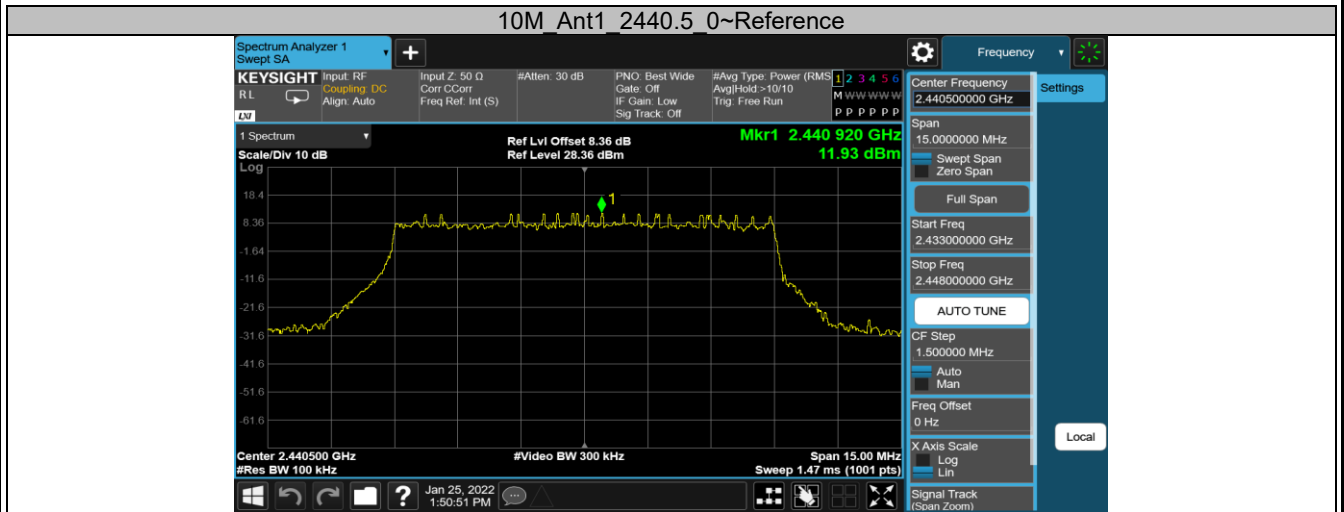 10M_Ant1_2440.5_0~Reference
Spectrum Analyzer 1
Swept SA
+
Frequency
KEYSIGHT
RL
LXI
Input: RF
Coupling: DC
Align: Auto
Input Z: 50 Ω
Corr CCorr
Freq Ref: Int (S)
#Atten: 30 dB
PNO: Best Wide
Gate: Off
IF Gain: Low
Sig Track: Off
#Avg Type: Power (RMS
Avg|Hold:>10/10
Trig: Free Run
1 2 3 4 5 6
M W W W W W
P P P P P P
1 Spectrum
Scale/Div 10 dB
Log
Ref Lvl Offset 8.36 dB
Ref Level 28.36 dBm
Mkr1 2.440 920 GHz
11.93 dBm
1
18.4
8.36
-1.64
-11.6
-21.6
-31.6
-41.6
-51.6
-61.6
Center 2.440500 GHz
#Res BW 100 kHz
#Video BW 300 kHz
Span 15.00 MHz
Sweep 1.47 ms (1001 pts)
Center Frequency
2.440500000 GHz
Settings
Span
15.0000000 MHz
Swept Span
Zero Span
Full Span
Start Freq
2.433000000 GHz
Stop Freq
2.448000000 GHz
AUTO TUNE
CF Step
1.500000 MHz
Auto
Man
Freq Offset
0 Hz
X Axis Scale
Log
Lin
Local
Signal Track
(Span Zoom)
?
Jan 25, 2022
1:50:51 PM